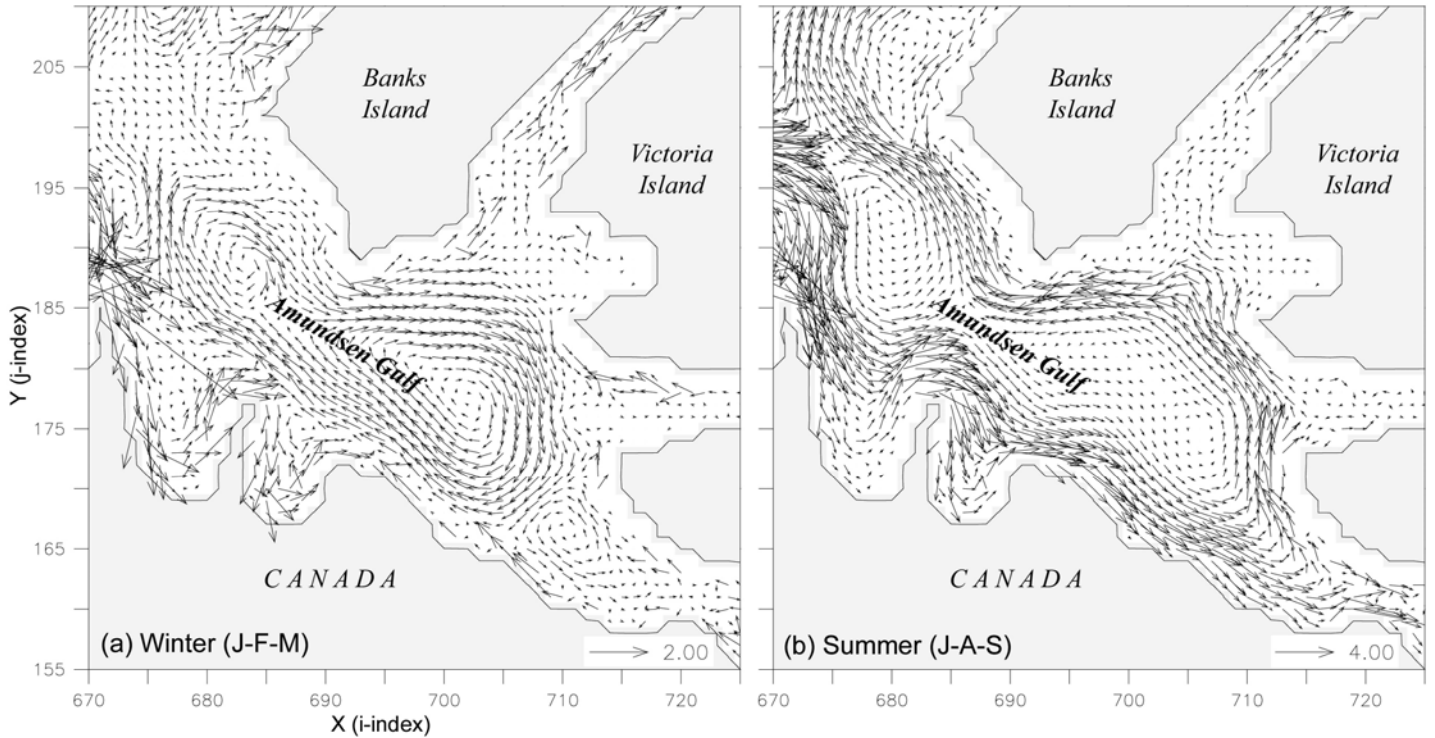 205
195
185
175
165
155
Y (j-index)
Banks
Island
Victoria
Island
Amundsen Gulf
CANADA
(a) Winter (J-F-M)
2.00
670
680
690
700
710
720
X (i-index)
Banks
Island
Victoria
Island
Amundsen Gulf
CANADA
(b) Summer (J-A-S)
4.00
670
680
690
700
710
720